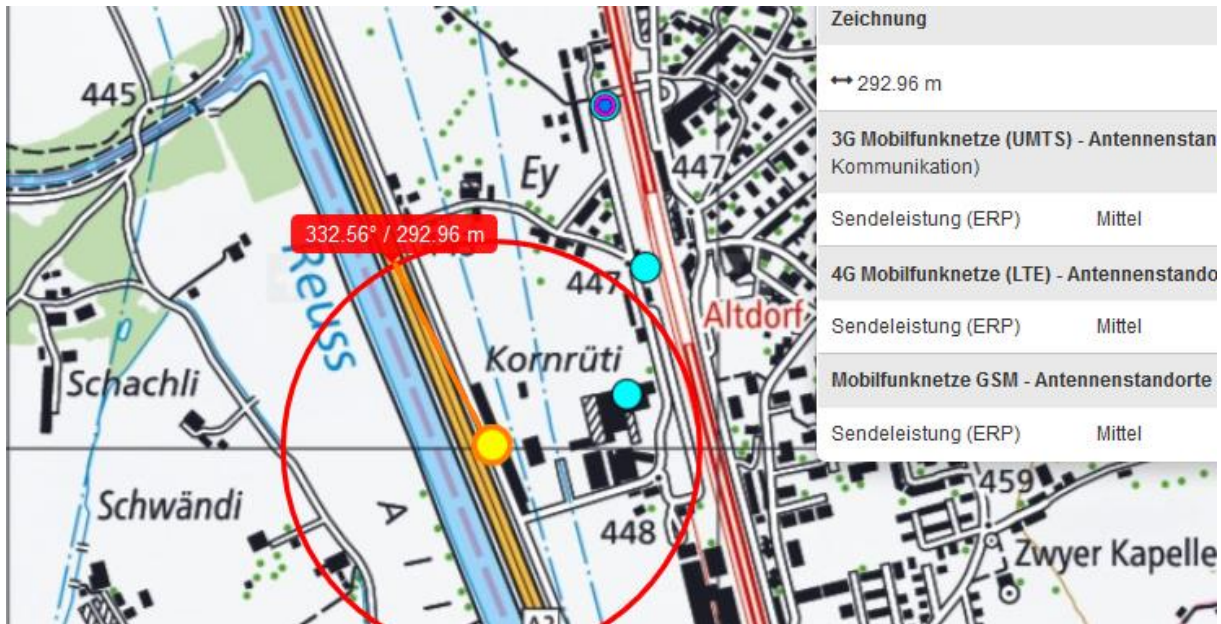 Zeichnung
↔ 292.96 m
3G Mobilfunknetze (UMTS) - Antennenstan
Kommunikation)
Sendeleistung (ERP) Mittel
4G Mobilfunknetze (LTE) - Antennenstando
Sendeleistung (ERP) Mittel
Mobilfunknetze GSM - Antennenstandorte
Sendeleistung (ERP) Mittel
445
Ey
447
332.56° / 292.96 m
Reuss
447
Altdorf
Kornrüti
Schachli
Schwändi
A
459
448
Zwyer Kapelle
A2